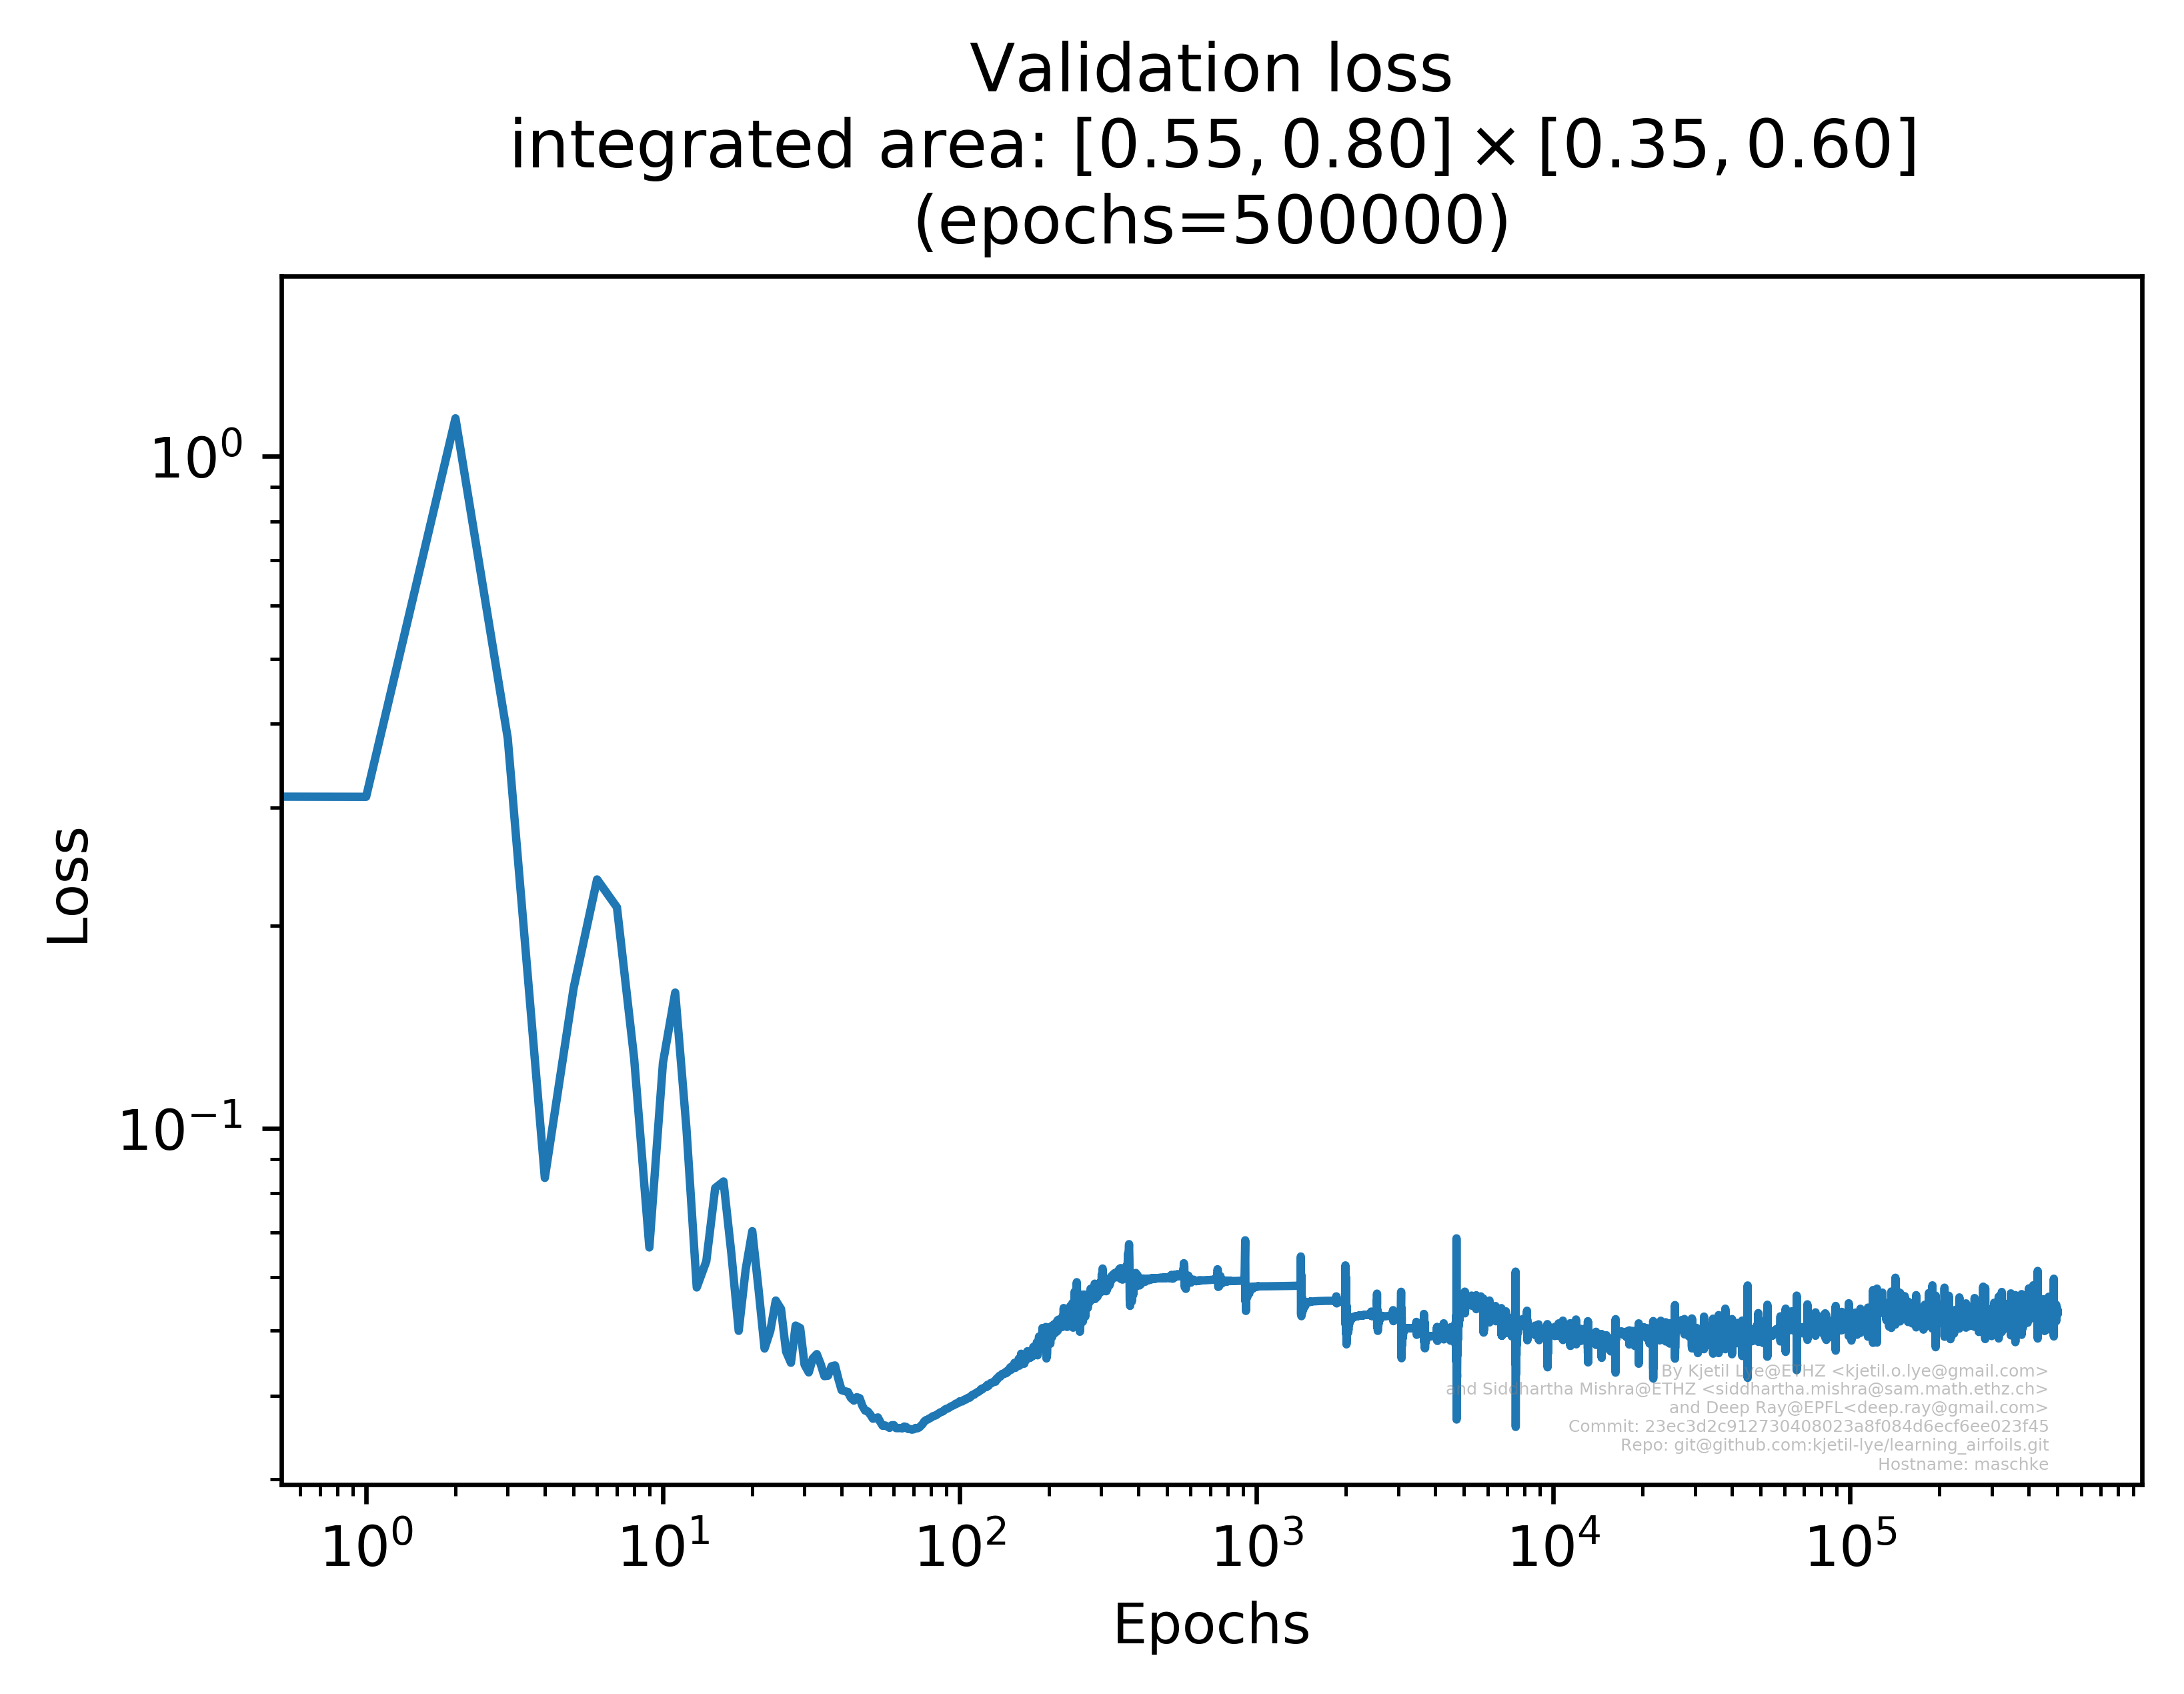 Validation loss
integrated area: [0.55, 0.80] × [0.35, 0.60]
(epochs=500000)
Loss
10⁰
10⁻¹
10⁰ 10¹ 10² 10³ 10⁴ 10⁵
Epochs
By Kjetil Lye@ETHZ <kjetil.o.lye@gmail.com>
and Siddhartha Mishra@ETHZ <siddhartha.mishra@sam.math.ethz.ch>
and Deep Ray@EPFL<deep.ray@gmail.com>
Commit: 23ec3d2c912730408023a8f084d6ecf6ee023f45
Repo: git@github.com:kjetil-lye/learning_airfoils.git
Hostname: maschke